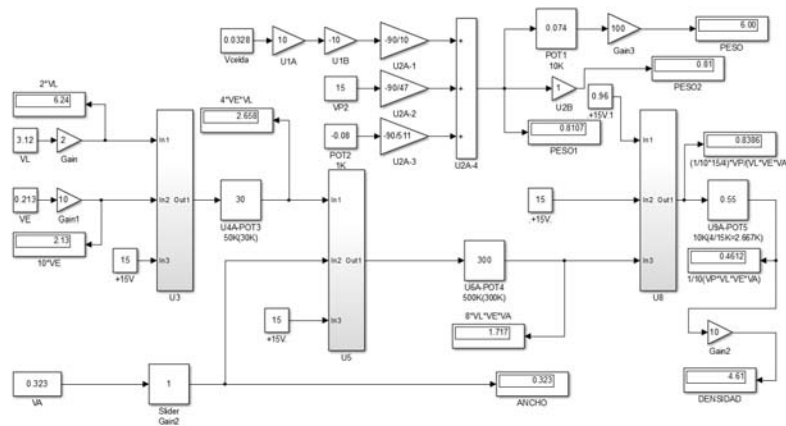 0.0328
Vcelda
10
U1A
-10
U1B
-90/10
U2A-1
15
VP2
-90/47
U2A-2
-0.08
POT2
1K
-90/511
U2A-3
+
+
+
U2A-4
0.074
POT1
10K
100
Gain3
6.00
PESO
1
U2B
0.81
PESO2
0.8107
PESO1
0.96
+15V.1
2*VL
6.24
3.12
VL
2
Gain
0.213
VE
10
Gain1
2.13
10*VE
15
+15V
In1
In2
In3
Out1
U3
4*VE*VL
2.658
30
U4A-POT3
50K(30K)
15
+15V.
In1
In2
In3
Out1
U5
300
U6A-POT4
500K(300K)
8*VL*VE*VA
1.717
15
+15V.
In1
In2
In3
Out1
U8
0.8386
(1/10*15/4)*VP/(VL*VE*VA)
0.55
U9A-POT5
10K(4/15K=2.667K)
0.4612
1/10(VP*VL*VE*VA)
10
Gain2
4.61
DENSIDAD
0.323
VA
1
Slider
Gain2
0.323
ANCHO